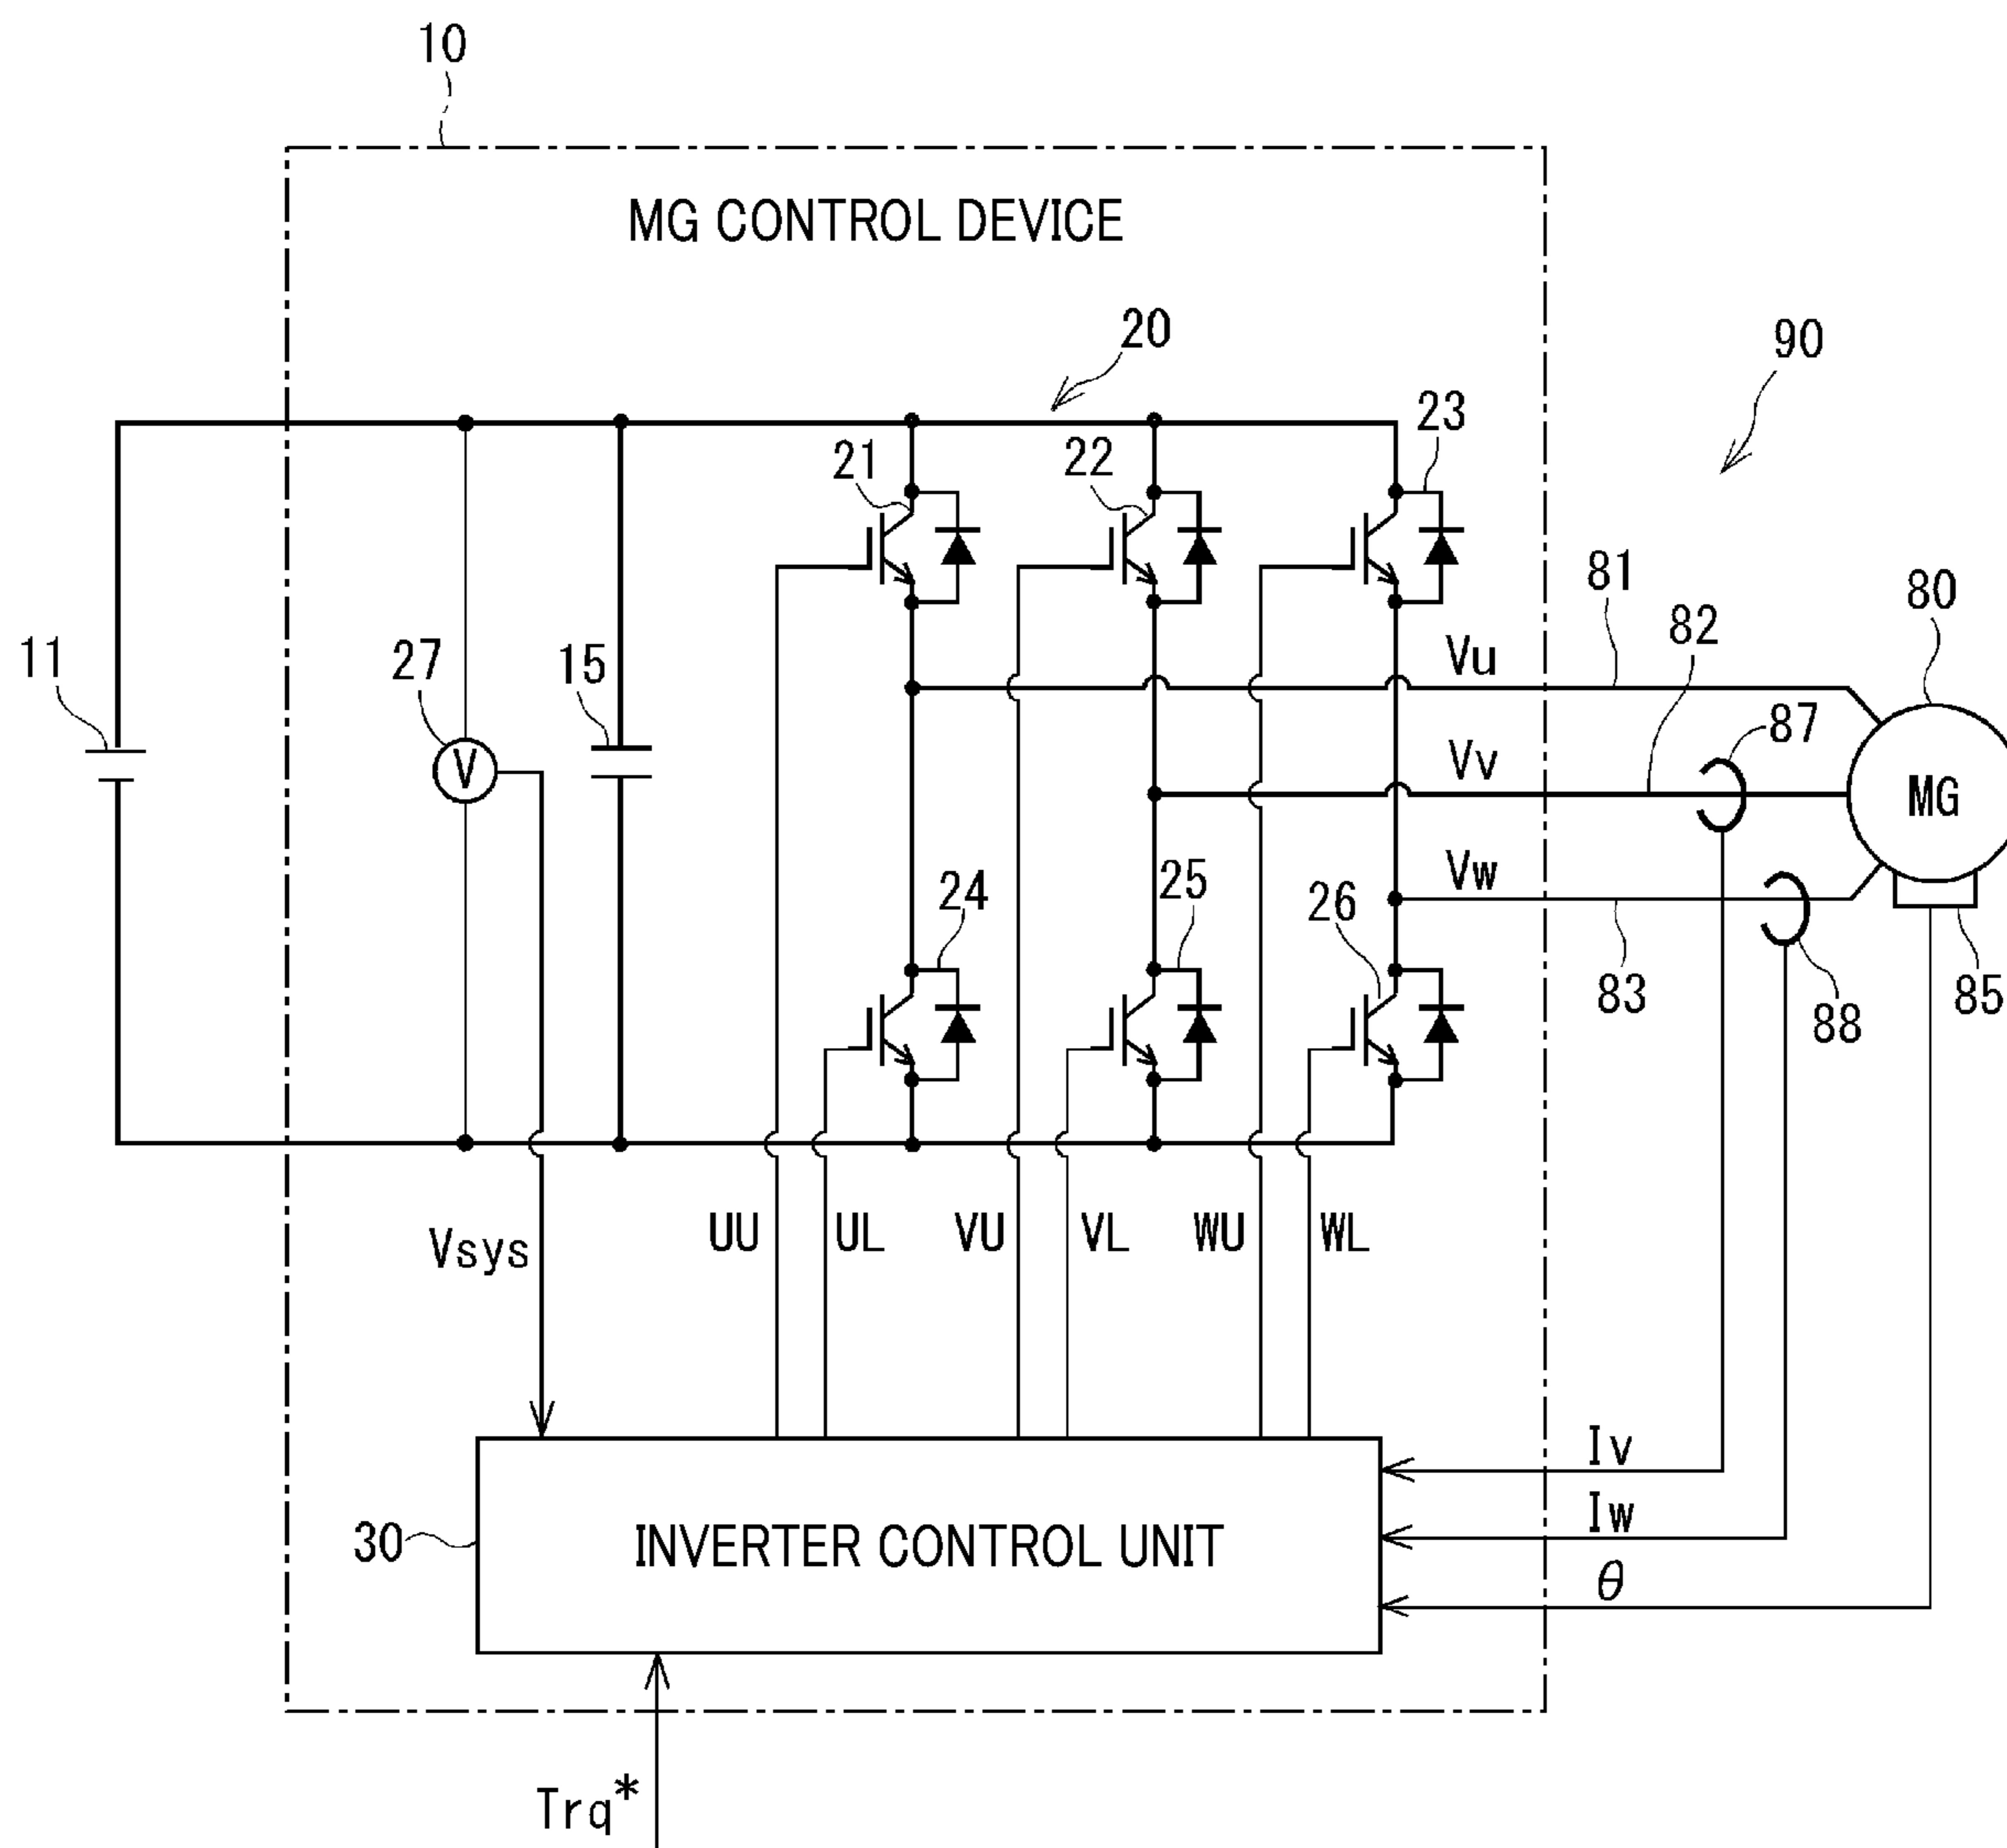 10
MG CONTROL DEVICE
20
90
23
21
22
81
80
82
11
27
15
Vu
87
V
Vv
MG
Vw
24
25
26
83
88
85
Vsys
UU
UL
VU
VL
WU
WL
Iv
30
INVERTER CONTROL UNIT
Iw
θ
Trq*